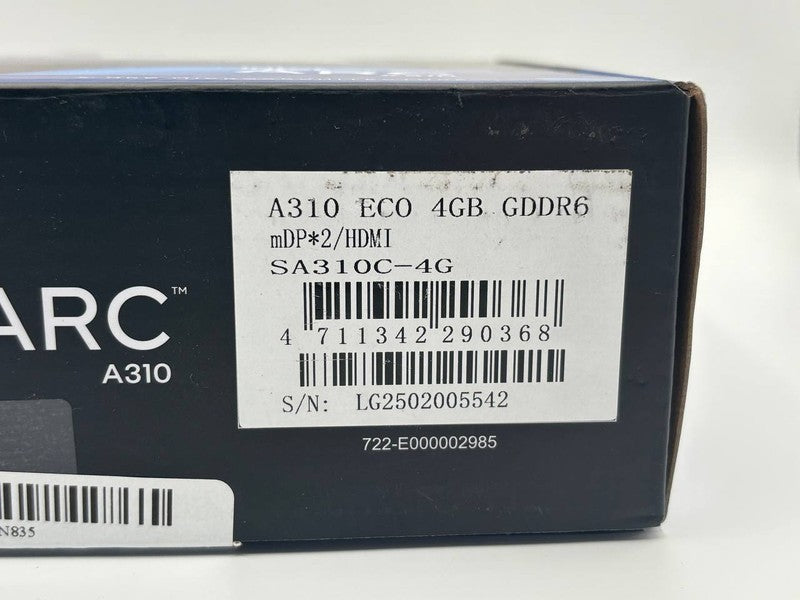 A310 ECO 4GB GDDR6
mDP*2/HDMI
SA310C-4G
4 711342 290368
S/N: LG2502005542
722-E000002985
ARC™
A310
N835